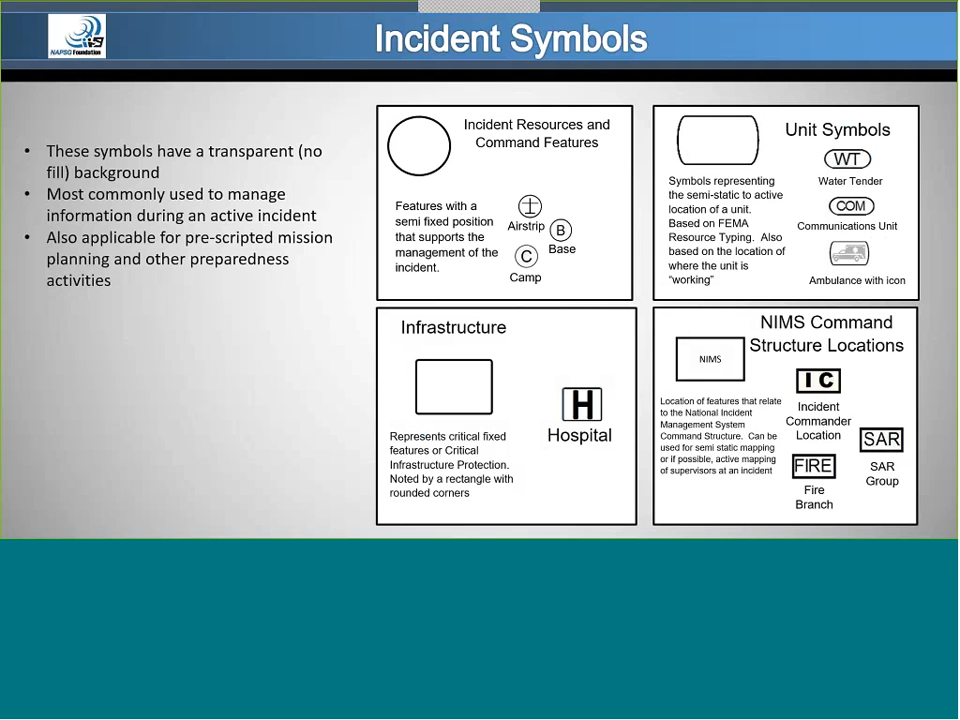 NAPSG Foundation
Incident Symbols
• These symbols have a transparent (no
fill) background
• Most commonly used to manage
information during an active incident
• Also applicable for pre-scripted mission
planning and other preparedness
activities
Incident Resources and
Command Features
Features with a
semi fixed position
that supports the
management of the
incident.
Airstrip
B
Base
C
Camp
Unit Symbols
Symbols representing
the semi-static to active
location of a unit.
Based on FEMA
Resource Typing. Also
based on the location of
where the unit is
“working”
WT
Water Tender
COM
Communications Unit
Ambulance with icon
Infrastructure
Represents critical fixed
features or Critical
Infrastructure Protection.
Noted by a rectangle with
rounded corners
H
Hospital
NIMS Command
Structure Locations
NIMS
Location of features that relate
to the National Incident
Management System
Command Structure. Can be
used for semi static mapping
or if possible, active mapping
of supervisors at an incident
I C
Incident
Commander
Location
SAR
SAR
Group
FIRE
Fire
Branch